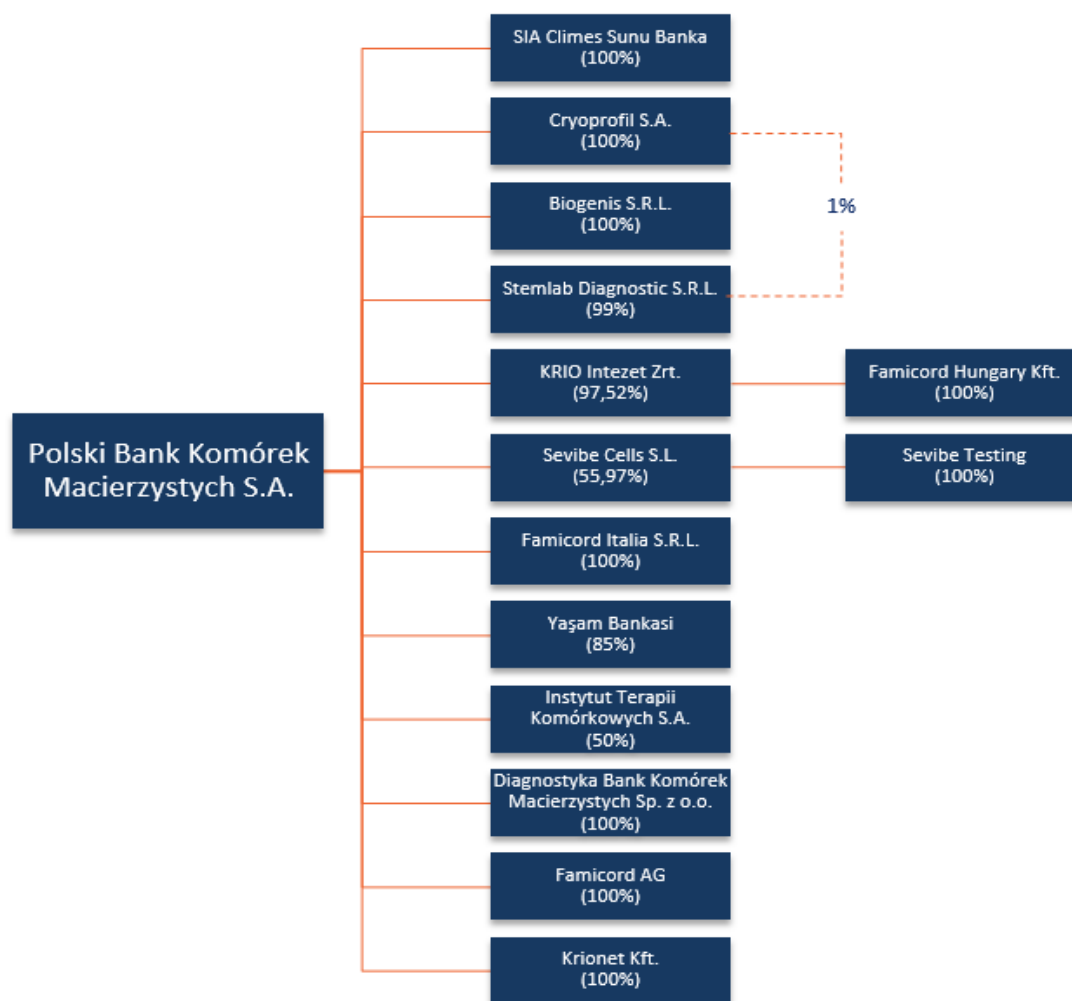 SIA Climes Sunu Banka
(100%)
Cryoprofil S.A.
(100%)
1%
Biogenis S.R.L.
(100%)
Stemlab Diagnostic S.R.L.
(99%)
KRIO Intezet Zrt.
(97,52%)
Famicord Hungary Kft.
(100%)
Polski Bank Komórek
Macierzystych S.A.
Sevibe Cells S.L.
(55,97%)
Sevibe Testing
(100%)
Famicord Italia S.R.L.
(100%)
Yaşam Bankasi
(85%)
Instytut Terapii
Komórkowych S.A.
(50%)
Diagnostyka Bank Komórek
Macierzystych Sp. z o.o.
(100%)
Famicord AG
(100%)
Krionet Kft.
(100%)